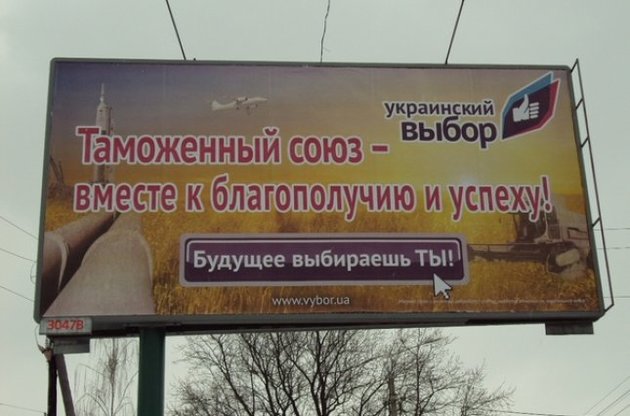 украинский
выбор
Таможенный союз –
вместе к благополучию и успеху!
Будущее выбираешь ТЫ!
www.vybor.ua
3047B